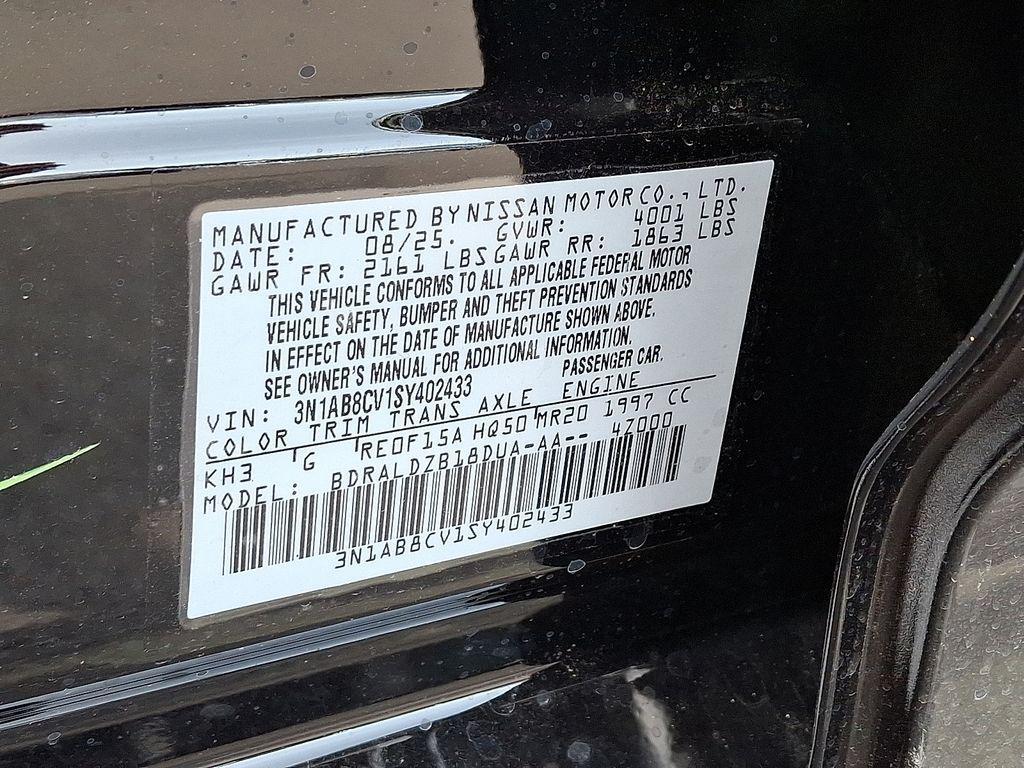 MANUFACTURED BY NISSAN MOTOR CO., LTD.
DATE: 08/25. GVWR: 4001 LBS
GAWR FR: 2161 LBS GAWR RR: 1863 LBS
THIS VEHICLE CONFORMS TO ALL APPLICABLE FEDERAL MOTOR
VEHICLE SAFETY, BUMPER AND THEFT PREVENTION STANDARDS
IN EFFECT ON THE DATE OF MANUFACTURE SHOWN ABOVE.
SEE OWNER'S MANUAL FOR ADDITIONAL INFORMATION.
VIN: 3N1AB8CV1SY402433 PASSENGER CAR.
COLOR TRIM TRANS AXLE ENGINE
KH3 G RE0F15A HQ50 MR20 1997 CC
MODEL: BDRALDZB18DUA-AA-- 4Z000
3N1AB8CV1SY402433